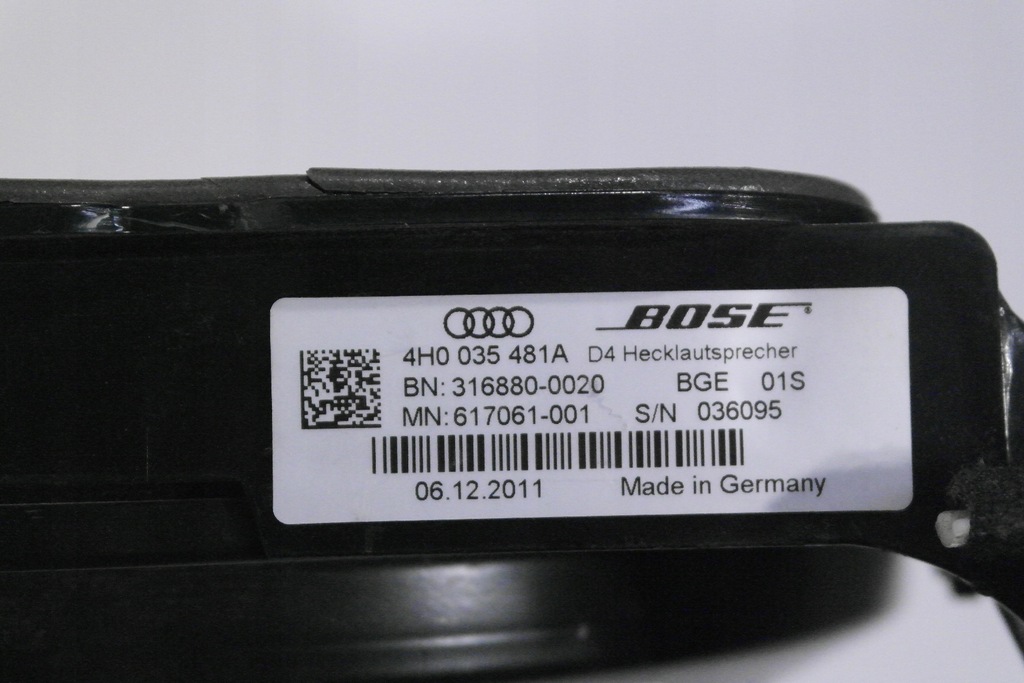 BOSE®
4H0 035 481A D4 Hecklautsprecher
BN: 316880-0020 BGE 01S
MN: 617061-001 S/N 036095
06.12.2011 Made in Germany